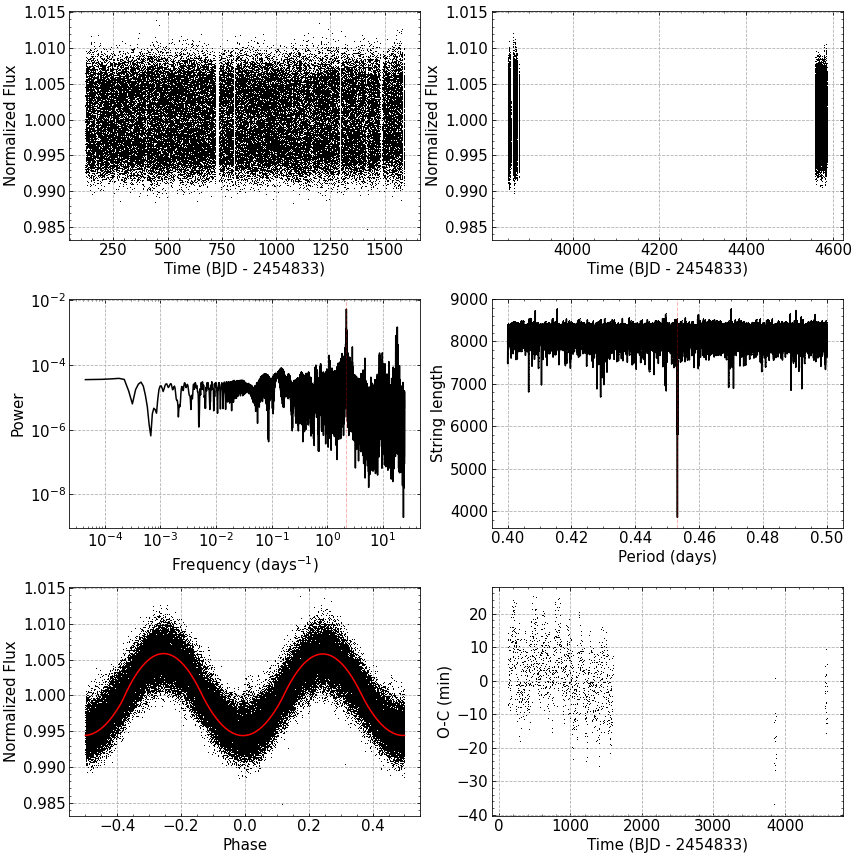 1.015
1.010
1.005
1.000
0.995
0.990
0.985
Normalized Flux
250 500 750 1000 1250 1500
Time (BJD - 2454833)
1.015
1.010
1.005
1.000
0.995
0.990
0.985
Normalized Flux
4000 4200 4400 4600
Time (BJD - 2454833)
10⁻²
10⁻⁴
10⁻⁶
10⁻⁸
Power
10⁻⁴ 10⁻³ 10⁻² 10⁻¹ 10⁰ 10¹
Frequency (days⁻¹)
9000
8000
7000
6000
5000
4000
String length
0.40 0.42 0.44 0.46 0.48 0.50
Period (days)
1.015
1.010
1.005
1.000
0.995
0.990
0.985
Normalized Flux
−0.4 −0.2 0.0 0.2 0.4
Phase
20
10
0
−10
−20
−30
−40
O-C (min)
0 1000 2000 3000 4000
Time (BJD - 2454833)